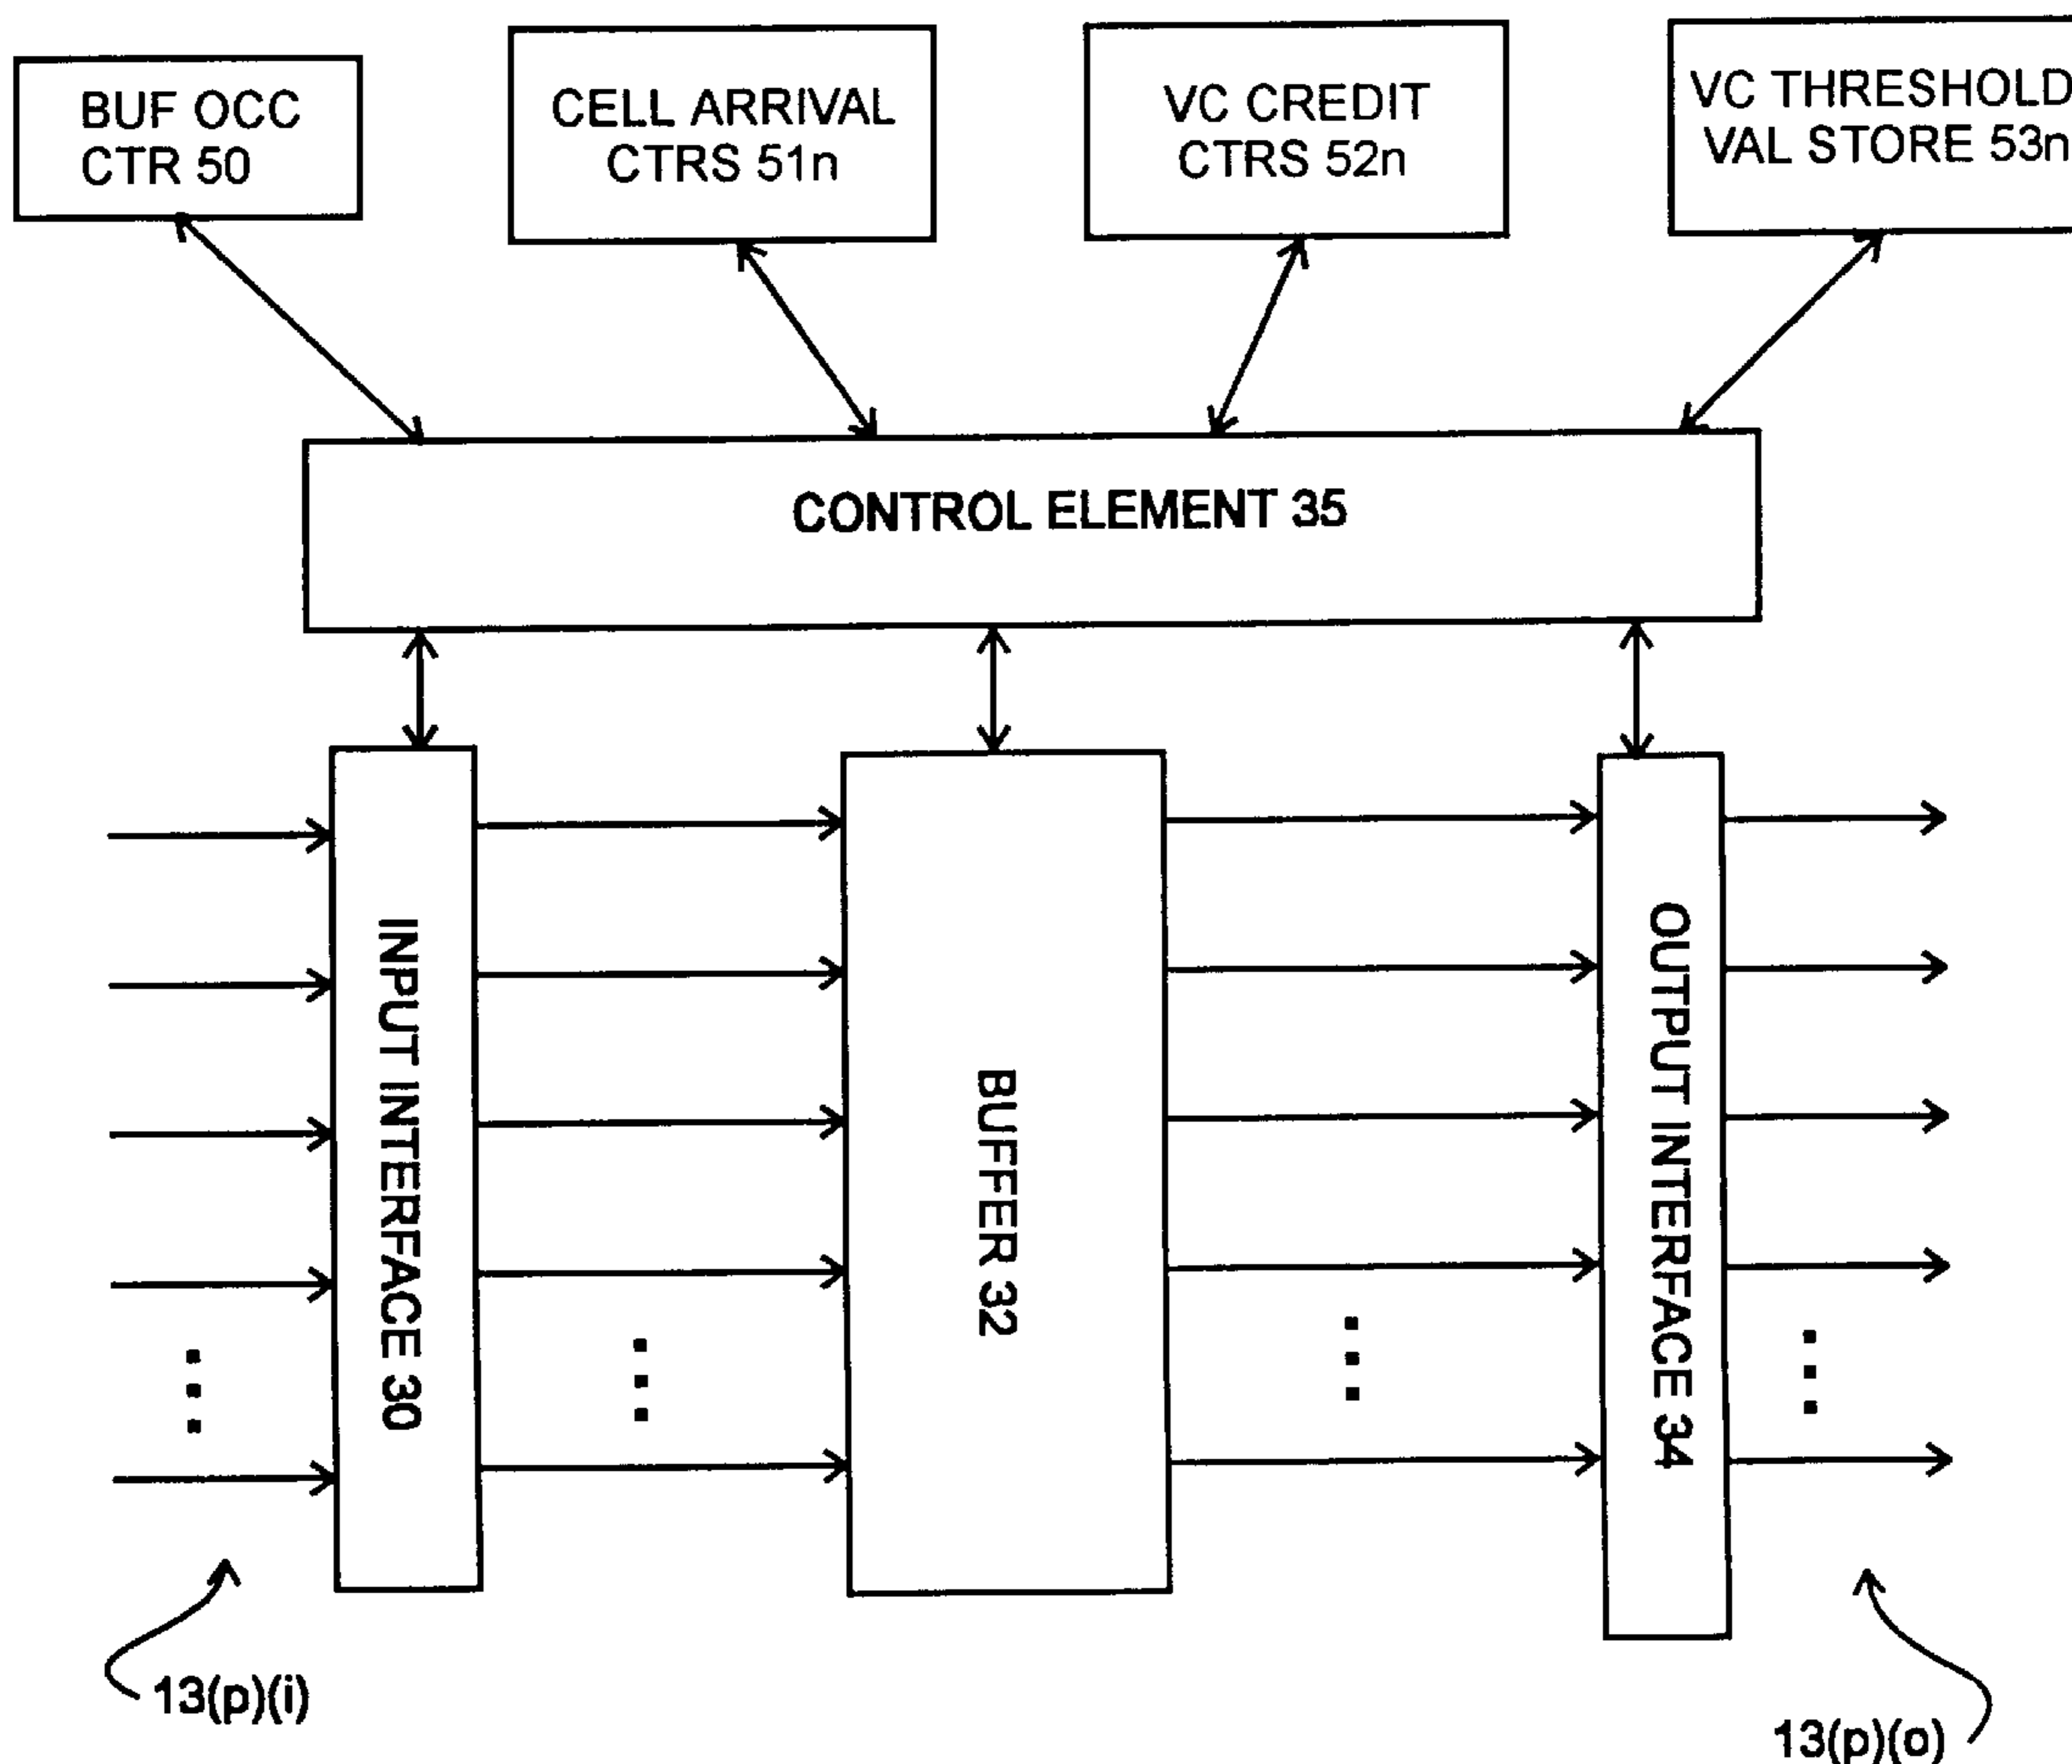 BUF OCC
CTR 50
CELL ARRIVAL
CTRS 51n
VC CREDIT
CTRS 52n
VC THRESHOLD
VAL STORE 53n
CONTROL ELEMENT 35
INPUT INTERFACE 30
BUFFER 32
OUTPUT INTERFACE 34
13(p)(i)
13(p)(o)